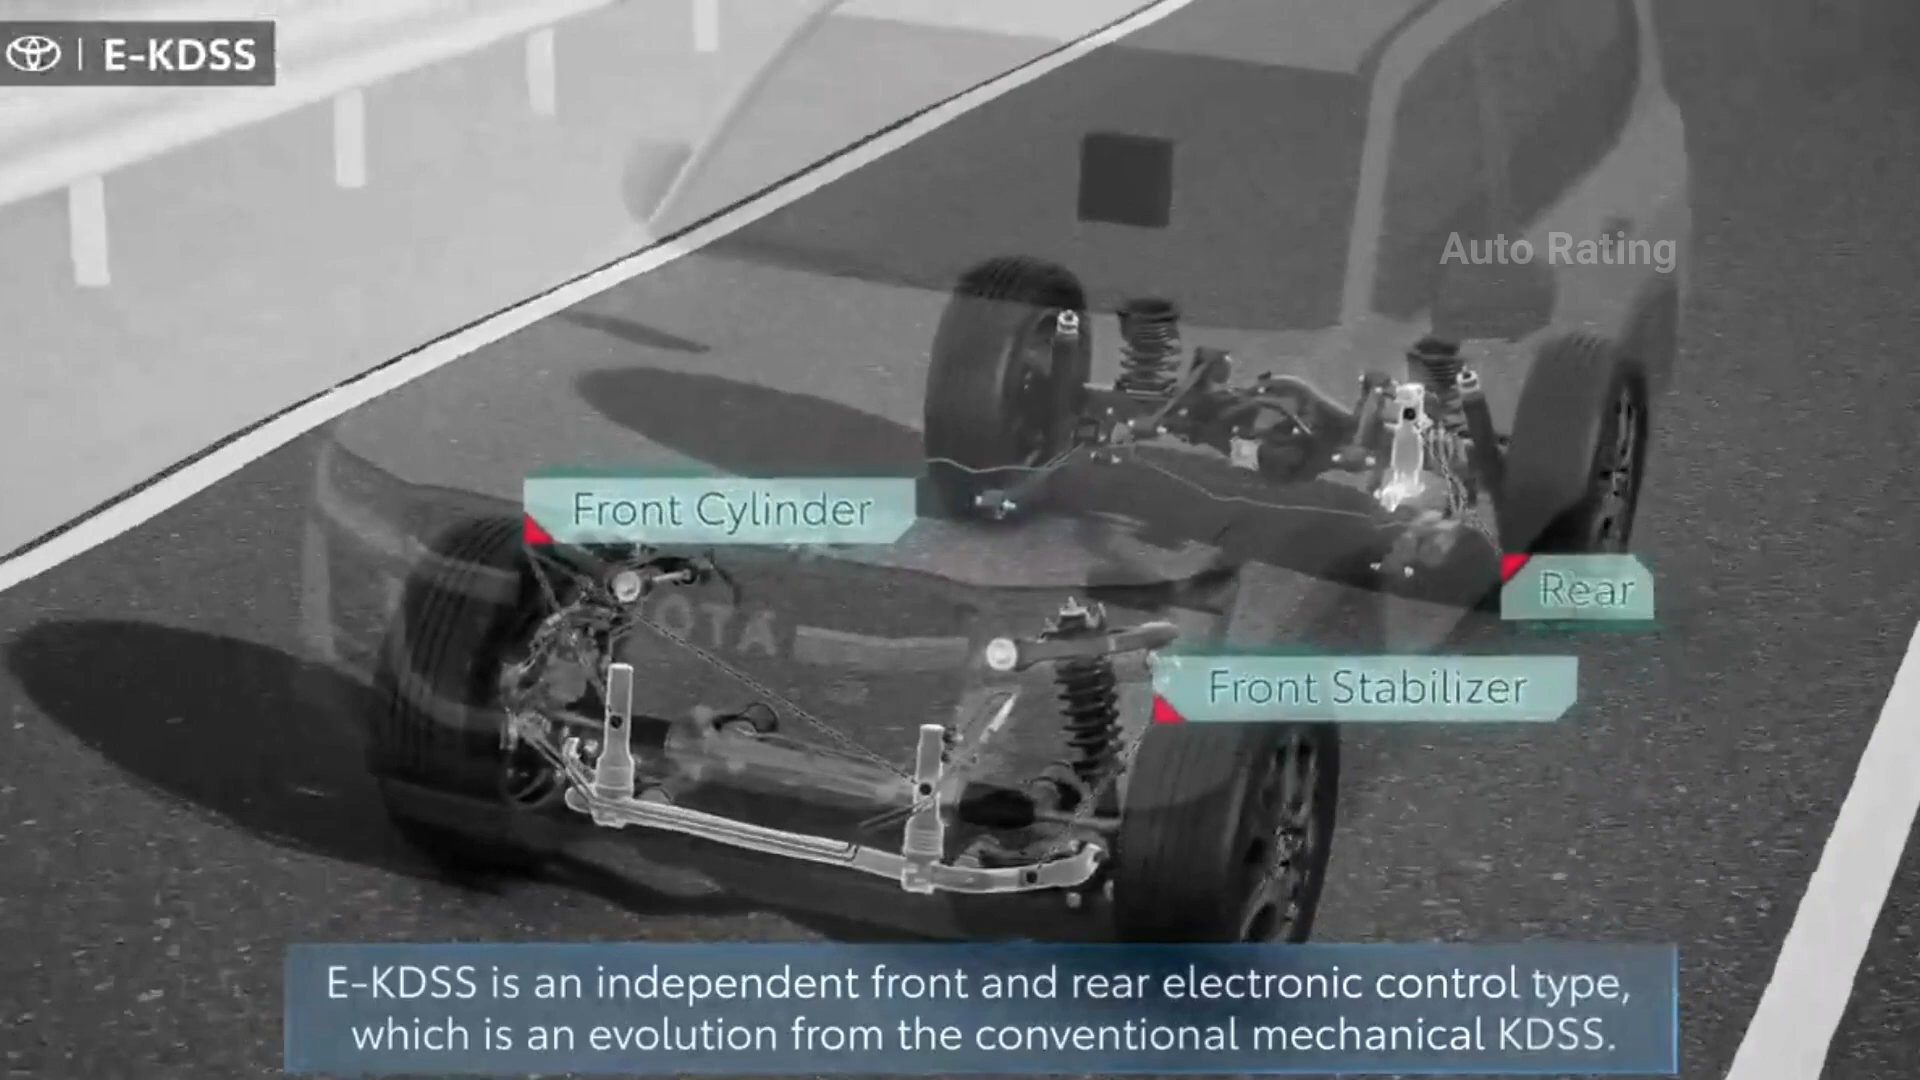 E-KDSS
Auto Rating
Front Cylinder
Rear
OTA
Front Stabilizer
E-KDSS is an independent front and rear electronic control type,
which is an evolution from the conventional mechanical KDSS.